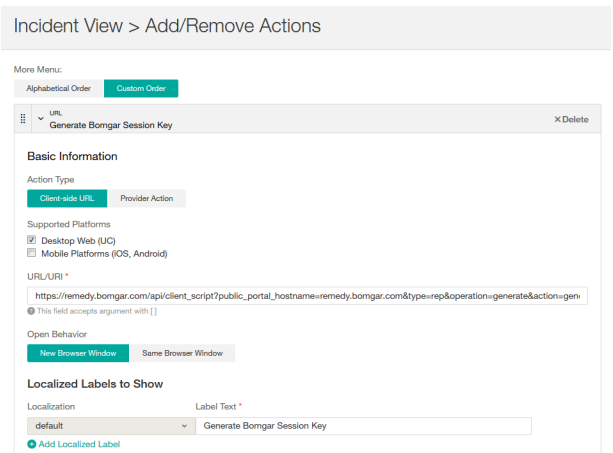 Incident View > Add/Remove Actions
More Menu:
Alphabetical Order Custom Order
URL
Generate Bomgar Session Key
×Delete
Basic Information
Action Type
Client-side URL Provider Action
Supported Platforms
Desktop Web (UC)
Mobile Platforms (iOS, Android)
URL/URI *
https://remedy.bomgar.com/api/client_script?public_portal_hostname=remedy.bomgar.com&type=rep&operation=generate&action=gen
This field accepts argument with [ ]
Open Behavior
New Browser Window Same Browser Window
Localized Labels to Show
Localization Label Text *
default Generate Bomgar Session Key
Add Localized Label